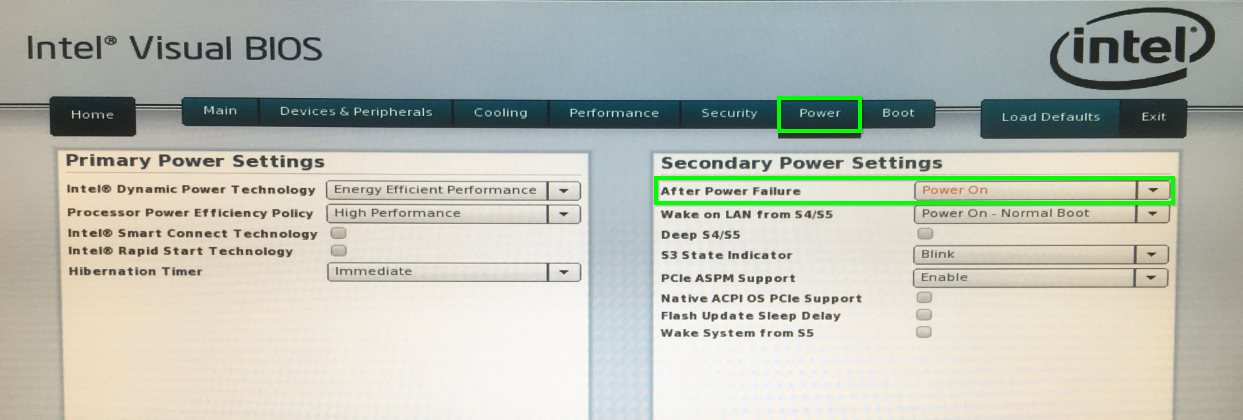 Intel® Visual BIOS
intel
Home
Main
Devices & Peripherals
Cooling
Performance
Security
Power
Boot
Load Defaults
Exit
Primary Power Settings
Intel® Dynamic Power Technology Energy Efficient Performance
Processor Power Efficiency Policy High Performance
Intel® Smart Connect Technology
Intel® Rapid Start Technology
Hibernation Timer Immediate
Secondary Power Settings
After Power Failure Power On
Wake on LAN from S4/S5 Power On - Normal Boot
Deep S4/S5
S3 State Indicator Blink
PCIe ASPM Support Enable
Native ACPI OS PCIe Support
Flash Update Sleep Delay
Wake System from S5